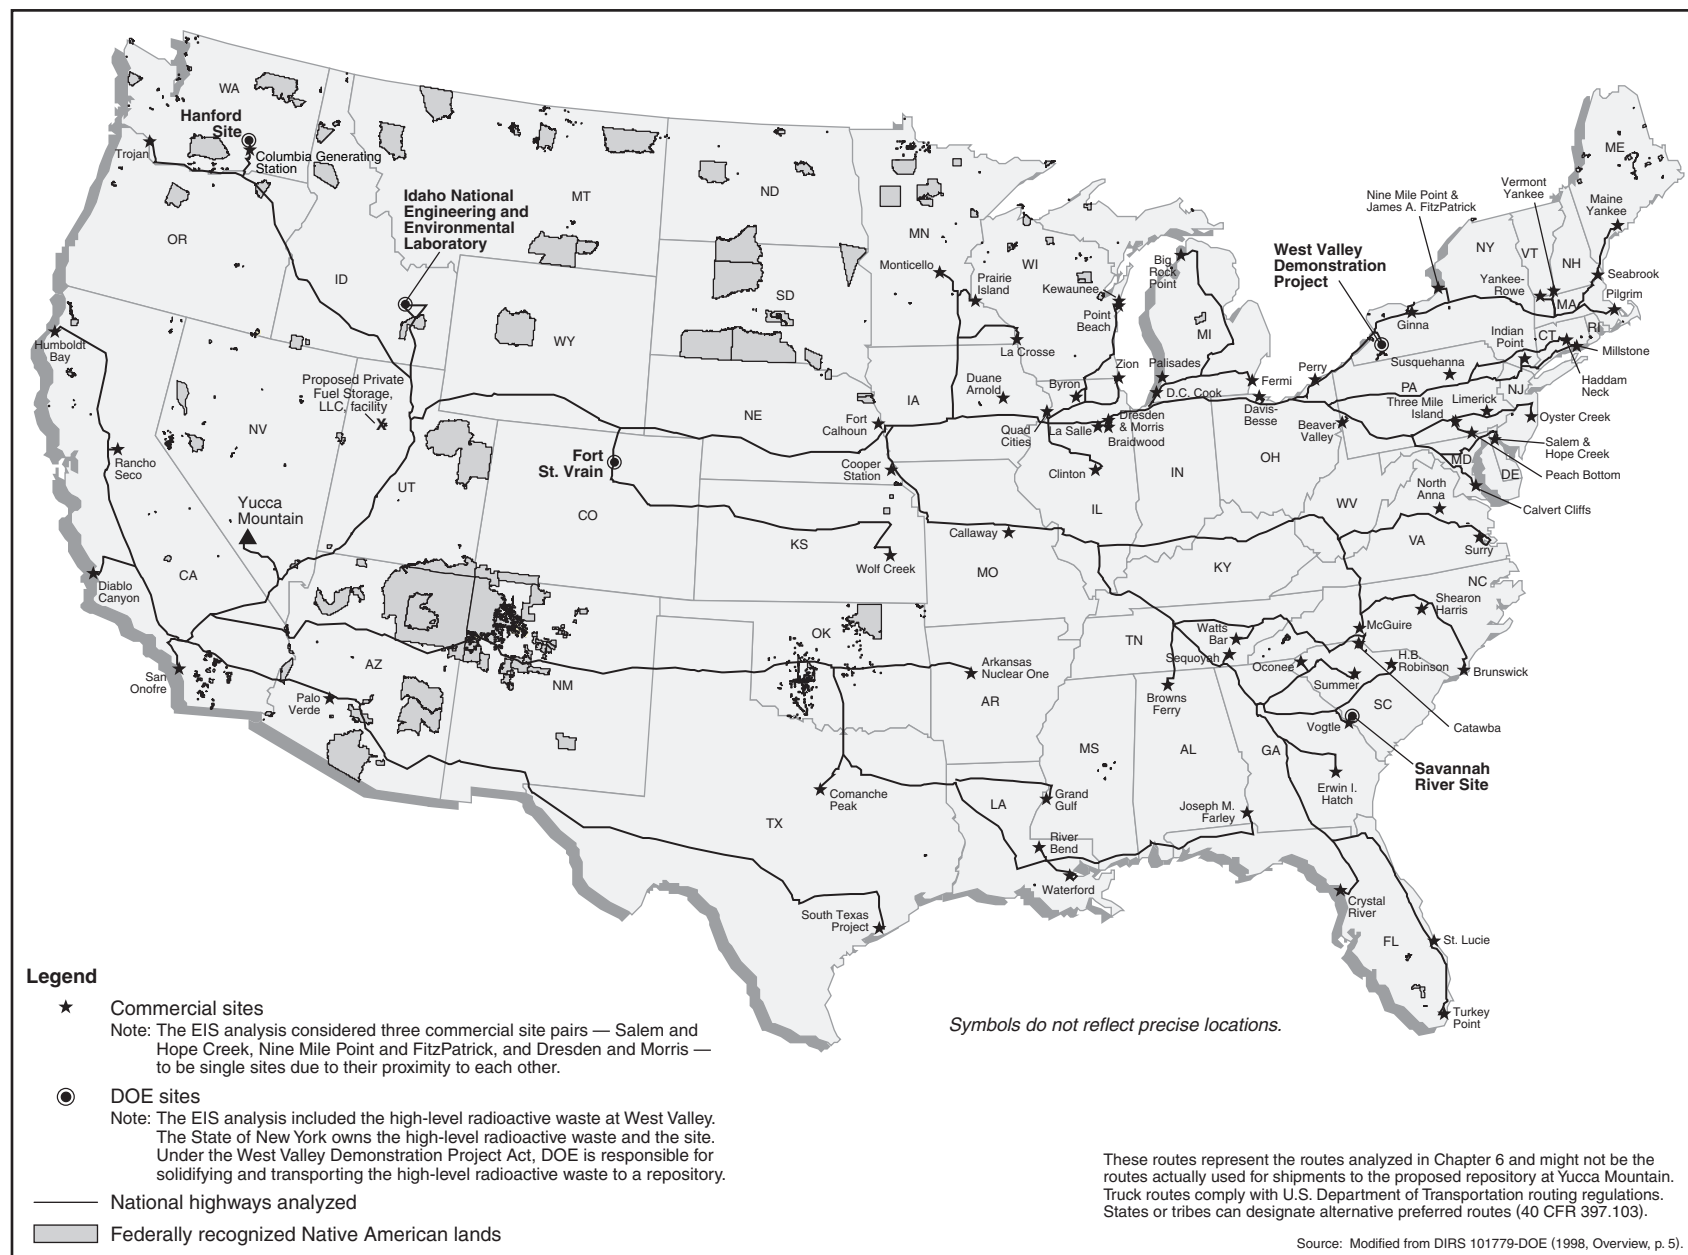 WA
Hanford
Site
Trojan
Columbia Generating
Station
Idaho National
Engineering and
Environmental
Laboratory
MT
ND
OR
ID
MN
Monticello
Prairie
Island
WI
Kewaunee
Point
Beach
Big
Rock
Point
MI
West Valley
Demonstration
Project
Nine Mile Point &
James A. FitzPatrick
Vermont
Yankee
ME
Maine
Yankee
NY
VT
NH
Yankee-
Rowe
MA
Seabrook
Pilgrim
Ginna
Indian
Point
CT
RI
Millstone
Haddam
Neck
Susquehanna
PA
NJ
Three Mile
Island
Limerick
Oyster Creek
Salem &
Hope Creek
Peach Bottom
MD
DE
Calvert Cliffs
Humboldt
Bay
SD
WY
La Crosse
Zion
Palisades
Proposed Private
Fuel Storage,
LLC, facility
X
Duane
Arnold
Byron
D.C. Cook
Fermi
Perry
Davis-
Besse
Beaver
Valley
NV
NE
IA
Fort
Calhoun
Quad
Cities
La Salle
Dresden
& Morris
Braidwood
Rancho
Seco
Fort
St. Vrain
Cooper
Station
Clinton
IN
OH
North
Anna
WV
UT
Yucca
Mountain
CO
IL
KS
Callaway
VA
Surry
Wolf Creek
MO
KY
CA
Diablo
Canyon
NC
Shearon
Harris
OK
TN
Watts
Bar
McGuire
Sequoyah
Oconee
H.B.
Robinson
Brunswick
San
Onofre
AZ
Palo
Verde
NM
Arkansas
Nuclear One
AR
Browns
Ferry
Summer
SC
Catawba
Vogtle
MS
AL
GA
Savannah
River Site
Comanche
Peak
TX
LA
Grand
Gulf
Joseph M.
Farley
Erwin I.
Hatch
River
Bend
Waterford
Crystal
River
South Texas
Project
FL
St. Lucie
Turkey
Point
Symbols do not reflect precise locations.
Legend
Commercial sites
Note: The EIS analysis considered three commercial site pairs — Salem and
Hope Creek, Nine Mile Point and FitzPatrick, and Dresden and Morris —
to be single sites due to their proximity to each other.
DOE sites
Note: The EIS analysis included the high-level radioactive waste at West Valley.
The State of New York owns the high-level radioactive waste and the site.
Under the West Valley Demonstration Project Act, DOE is responsible for
solidifying and transporting the high-level radioactive waste to a repository.
National highways analyzed
Federally recognized Native American lands
These routes represent the routes analyzed in Chapter 6 and might not be the
routes actually used for shipments to the proposed repository at Yucca Mountain.
Truck routes comply with U.S. Department of Transportation routing regulations.
States or tribes can designate alternative preferred routes (40 CFR 397.103).
Source: Modified from DIRS 101779-DOE (1998, Overview, p. 5).